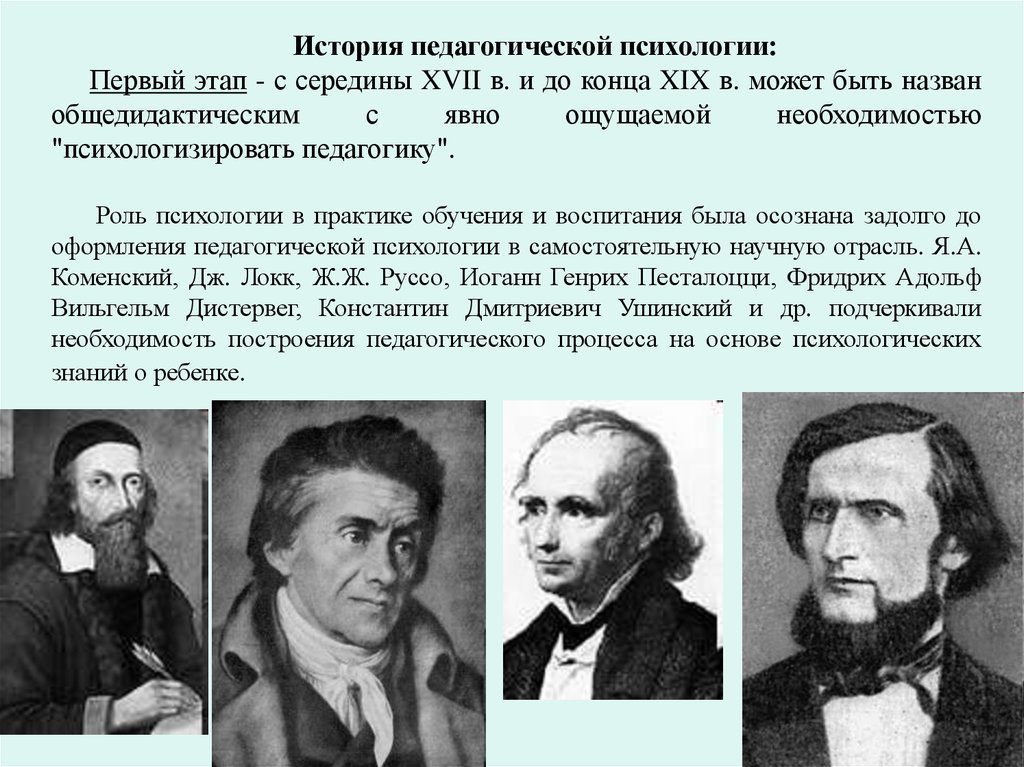 История педагогической психологии:
Первый этап - с середины XVII в. и до конца XIX в. может быть назван
общедидактическим с явно ощущаемой необходимостью
"психологизировать педагогику".
Роль психологии в практике обучения и воспитания была осознана задолго до
оформления педагогической психологии в самостоятельную научную отрасль. Я.А.
Коменский, Дж. Локк, Ж.Ж. Руссо, Иоганн Генрих Песталоцци, Фридрих Адольф
Вильгельм Дистервег, Константин Дмитриевич Ушинский и др. подчеркивали
необходимость построения педагогического процесса на основе психологических
знаний о ребенке.